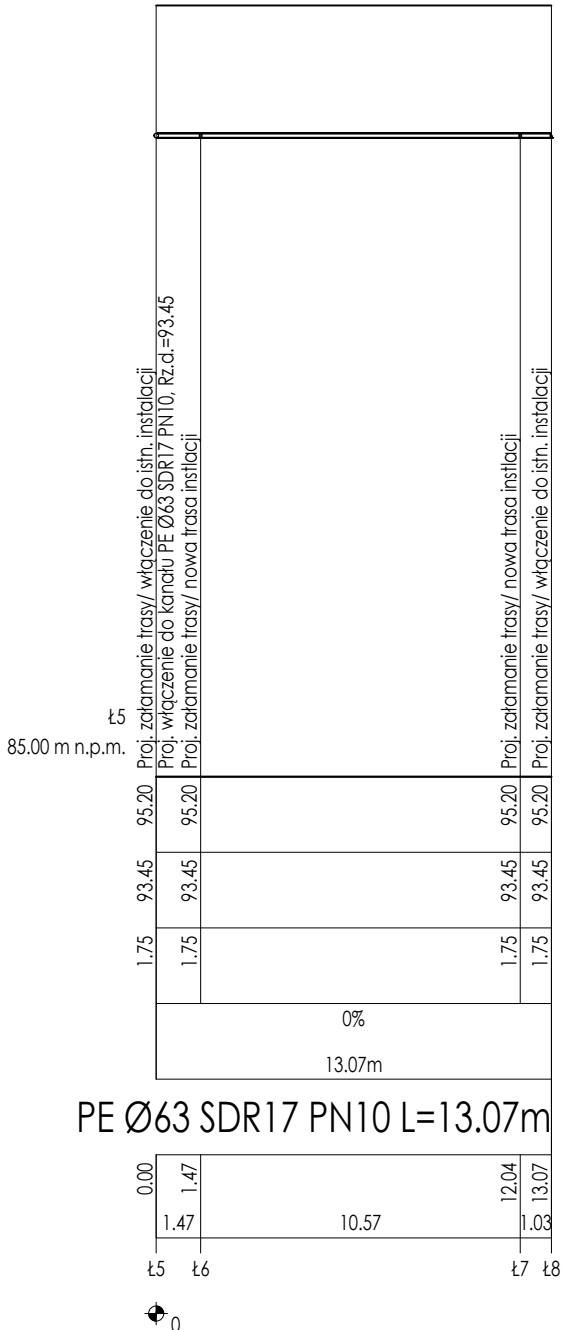 Proj. załamanie trasy/ włączenie do istn. instalacji
Proj. włączenie do kanału PE Ø63 SDR17 PN10, Rz.d.=93.45
Proj. załamanie trasy/ nowa trasa instlacji
Proj. załamanie trasy/ nowa trasa instlacji
Proj. załamanie trasy/ włączenie do istn. instalacji
Ł5
85.00 m n.p.m.
95.20 95.20 95.20 95.20
93.45 93.45 93.45 93.45
1.75 1.75 1.75 1.75
0%
13.07m
PE Ø63 SDR17 PN10 L=13.07m
0.00 1.47 12.04 13.07
1.47 10.57 1.03
Ł5 Ł6 Ł7 Ł8
0